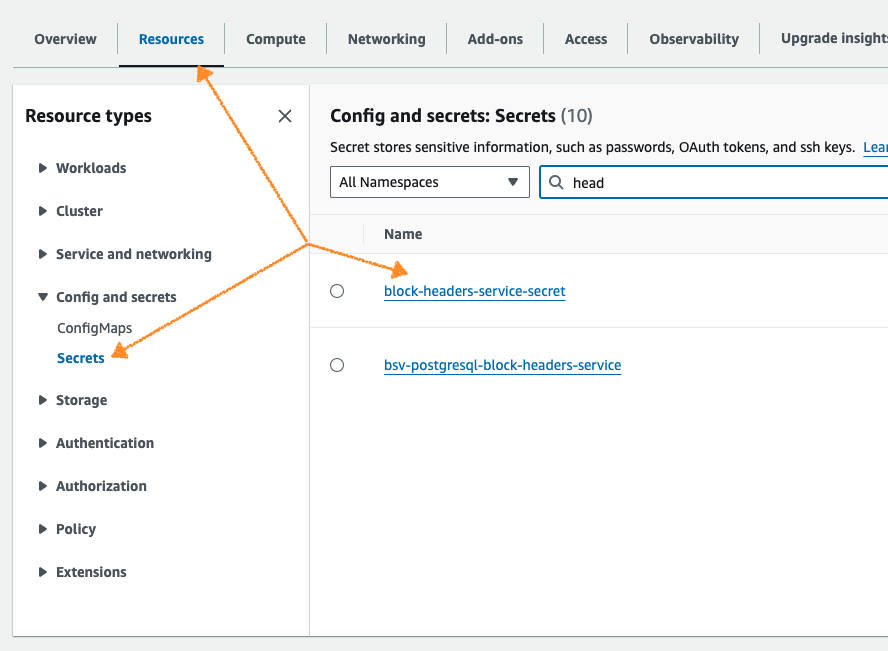 Overview Resources Compute Networking Add-ons Access Observability Upgrade insights
Resource types
Workloads
Cluster
Service and networking
Config and secrets
ConfigMaps
Secrets
Storage
Authentication
Authorization
Policy
Extensions
Config and secrets: Secrets (10)
Secret stores sensitive information, such as passwords, OAuth tokens, and ssh keys. Lear
All Namespaces head
Name
block-headers-service-secret
bsv-postgresql-block-headers-service